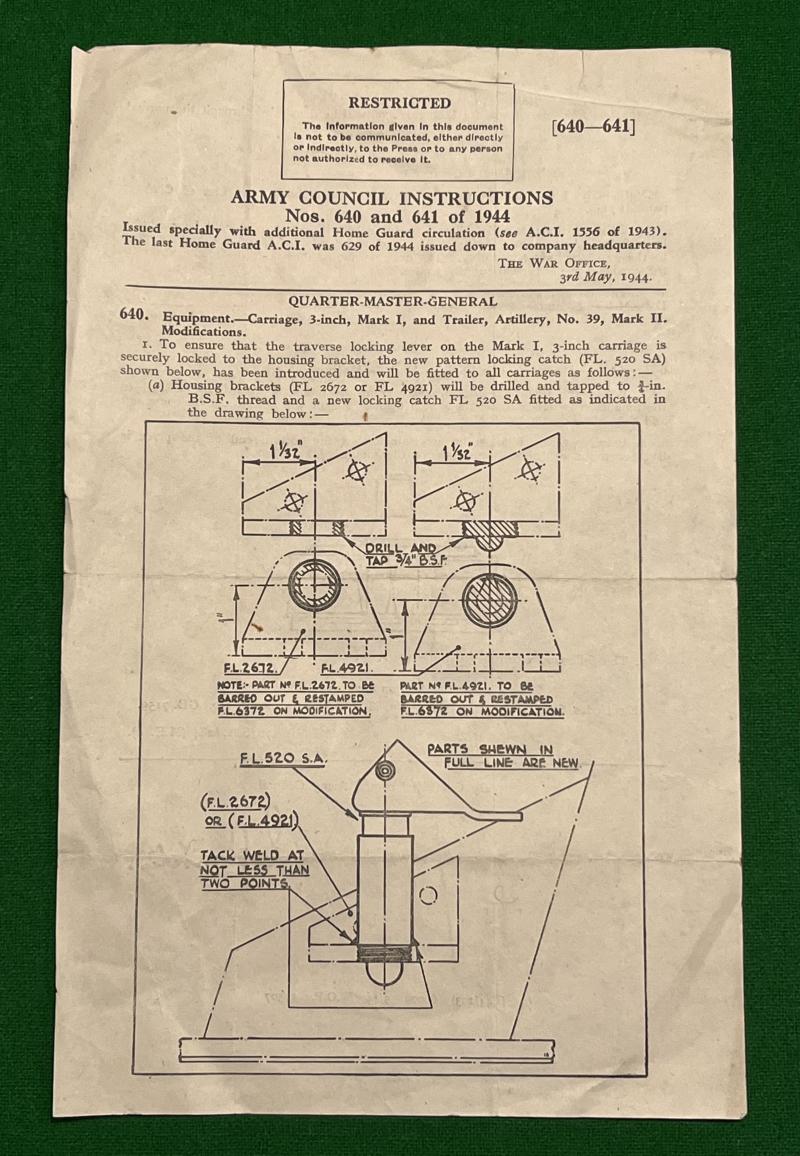 RESTRICTED
The Information given in this document
is not to be communicated, either directly
or indirectly, to the Press or to any person
not authorized to receive it.
[640—641]
ARMY COUNCIL INSTRUCTIONS
Nos. 640 and 641 of 1944
Issued specially with additional Home Guard circulation (see A.C.I. 1556 of 1943).
The last Home Guard A.C.I. was 629 of 1944 issued down to company headquarters.
The War Office,
3rd May, 1944.
QUARTER-MASTER-GENERAL
640. Equipment.—Carriage, 3-inch, Mark I, and Trailer, Artillery, No. 39, Mark II.
Modifications.
1. To ensure that the traverse locking lever on the Mark I, 3-inch carriage is
securely locked to the housing bracket, the new pattern locking catch (FL. 520 SA)
shown below, has been introduced and will be fitted to all carriages as follows:—
(a) Housing brackets (FL 2672 or FL 4921) will be drilled and tapped to ¾-in.
B.S.F. thread and a new locking catch FL 520 SA fitted as indicated in
the drawing below:—
1 1/32"
1 1/32"
DRILL AND
TAP 3/4" B.S.F.
1"
1"
F.L.2672.
F.L.4921.
NOTE:- PART Nº F.L.2672. TO BE
BARRED OUT & RESTAMPED
F.L.6372 ON MODIFICATION.
PART Nº F.L.4921. TO BE
BARRED OUT & RESTAMPED
F.L.6372 ON MODIFICATION.
F.L.520 S.A.
PARTS SHEWN IN
FULL LINE ARE NEW.
(F.L.2672)
OR (F.L.4921)
TACK WELD AT
NOT LESS THAN
TWO POINTS.